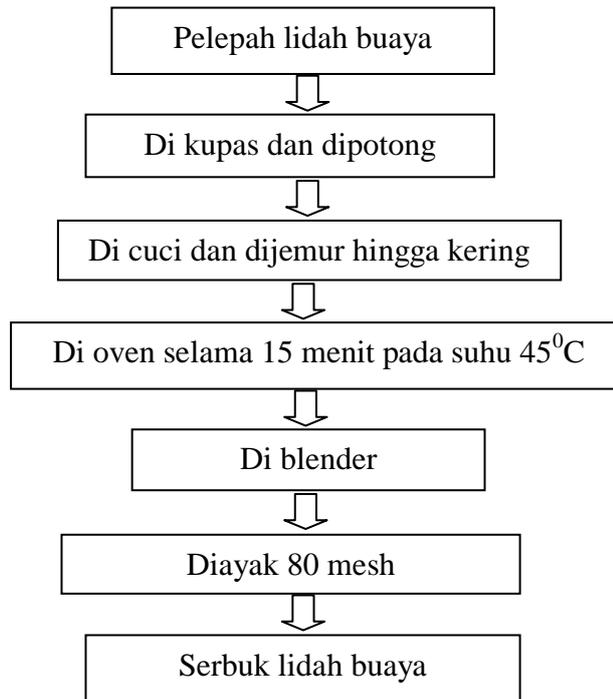 Pelepah lidah buaya
Di kupas dan dipotong
Di cuci dan dijemur hingga kering
Di oven selama 15 menit pada suhu 45⁰C
Di blender
Diayak 80 mesh
Serbuk lidah buaya